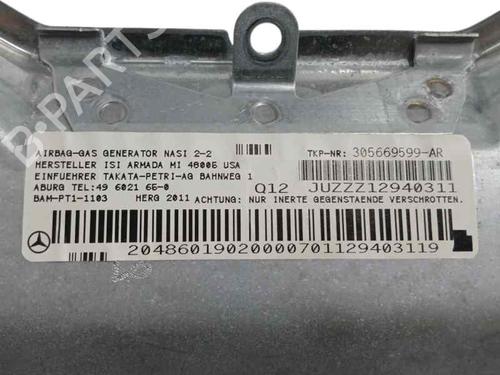 AIRBAG-GAS GENERATOR NASI 2-2
HERSTELLER ISI ARMADA MI 48005 USA
EINFUEHRER TAKATA-PETRI-AG BAHNWEG 1
ABURG TEL:49 6021 65-0
BAM-PT1-1103 HERG 2011 ACHTUNG: NUR INERTE GEGENSTAENDE VERSCHROTTEN.
TKP-NR: 305669599-AR
Q12 JUZZZ12940311
20486019020000701129403119
B-PARTS